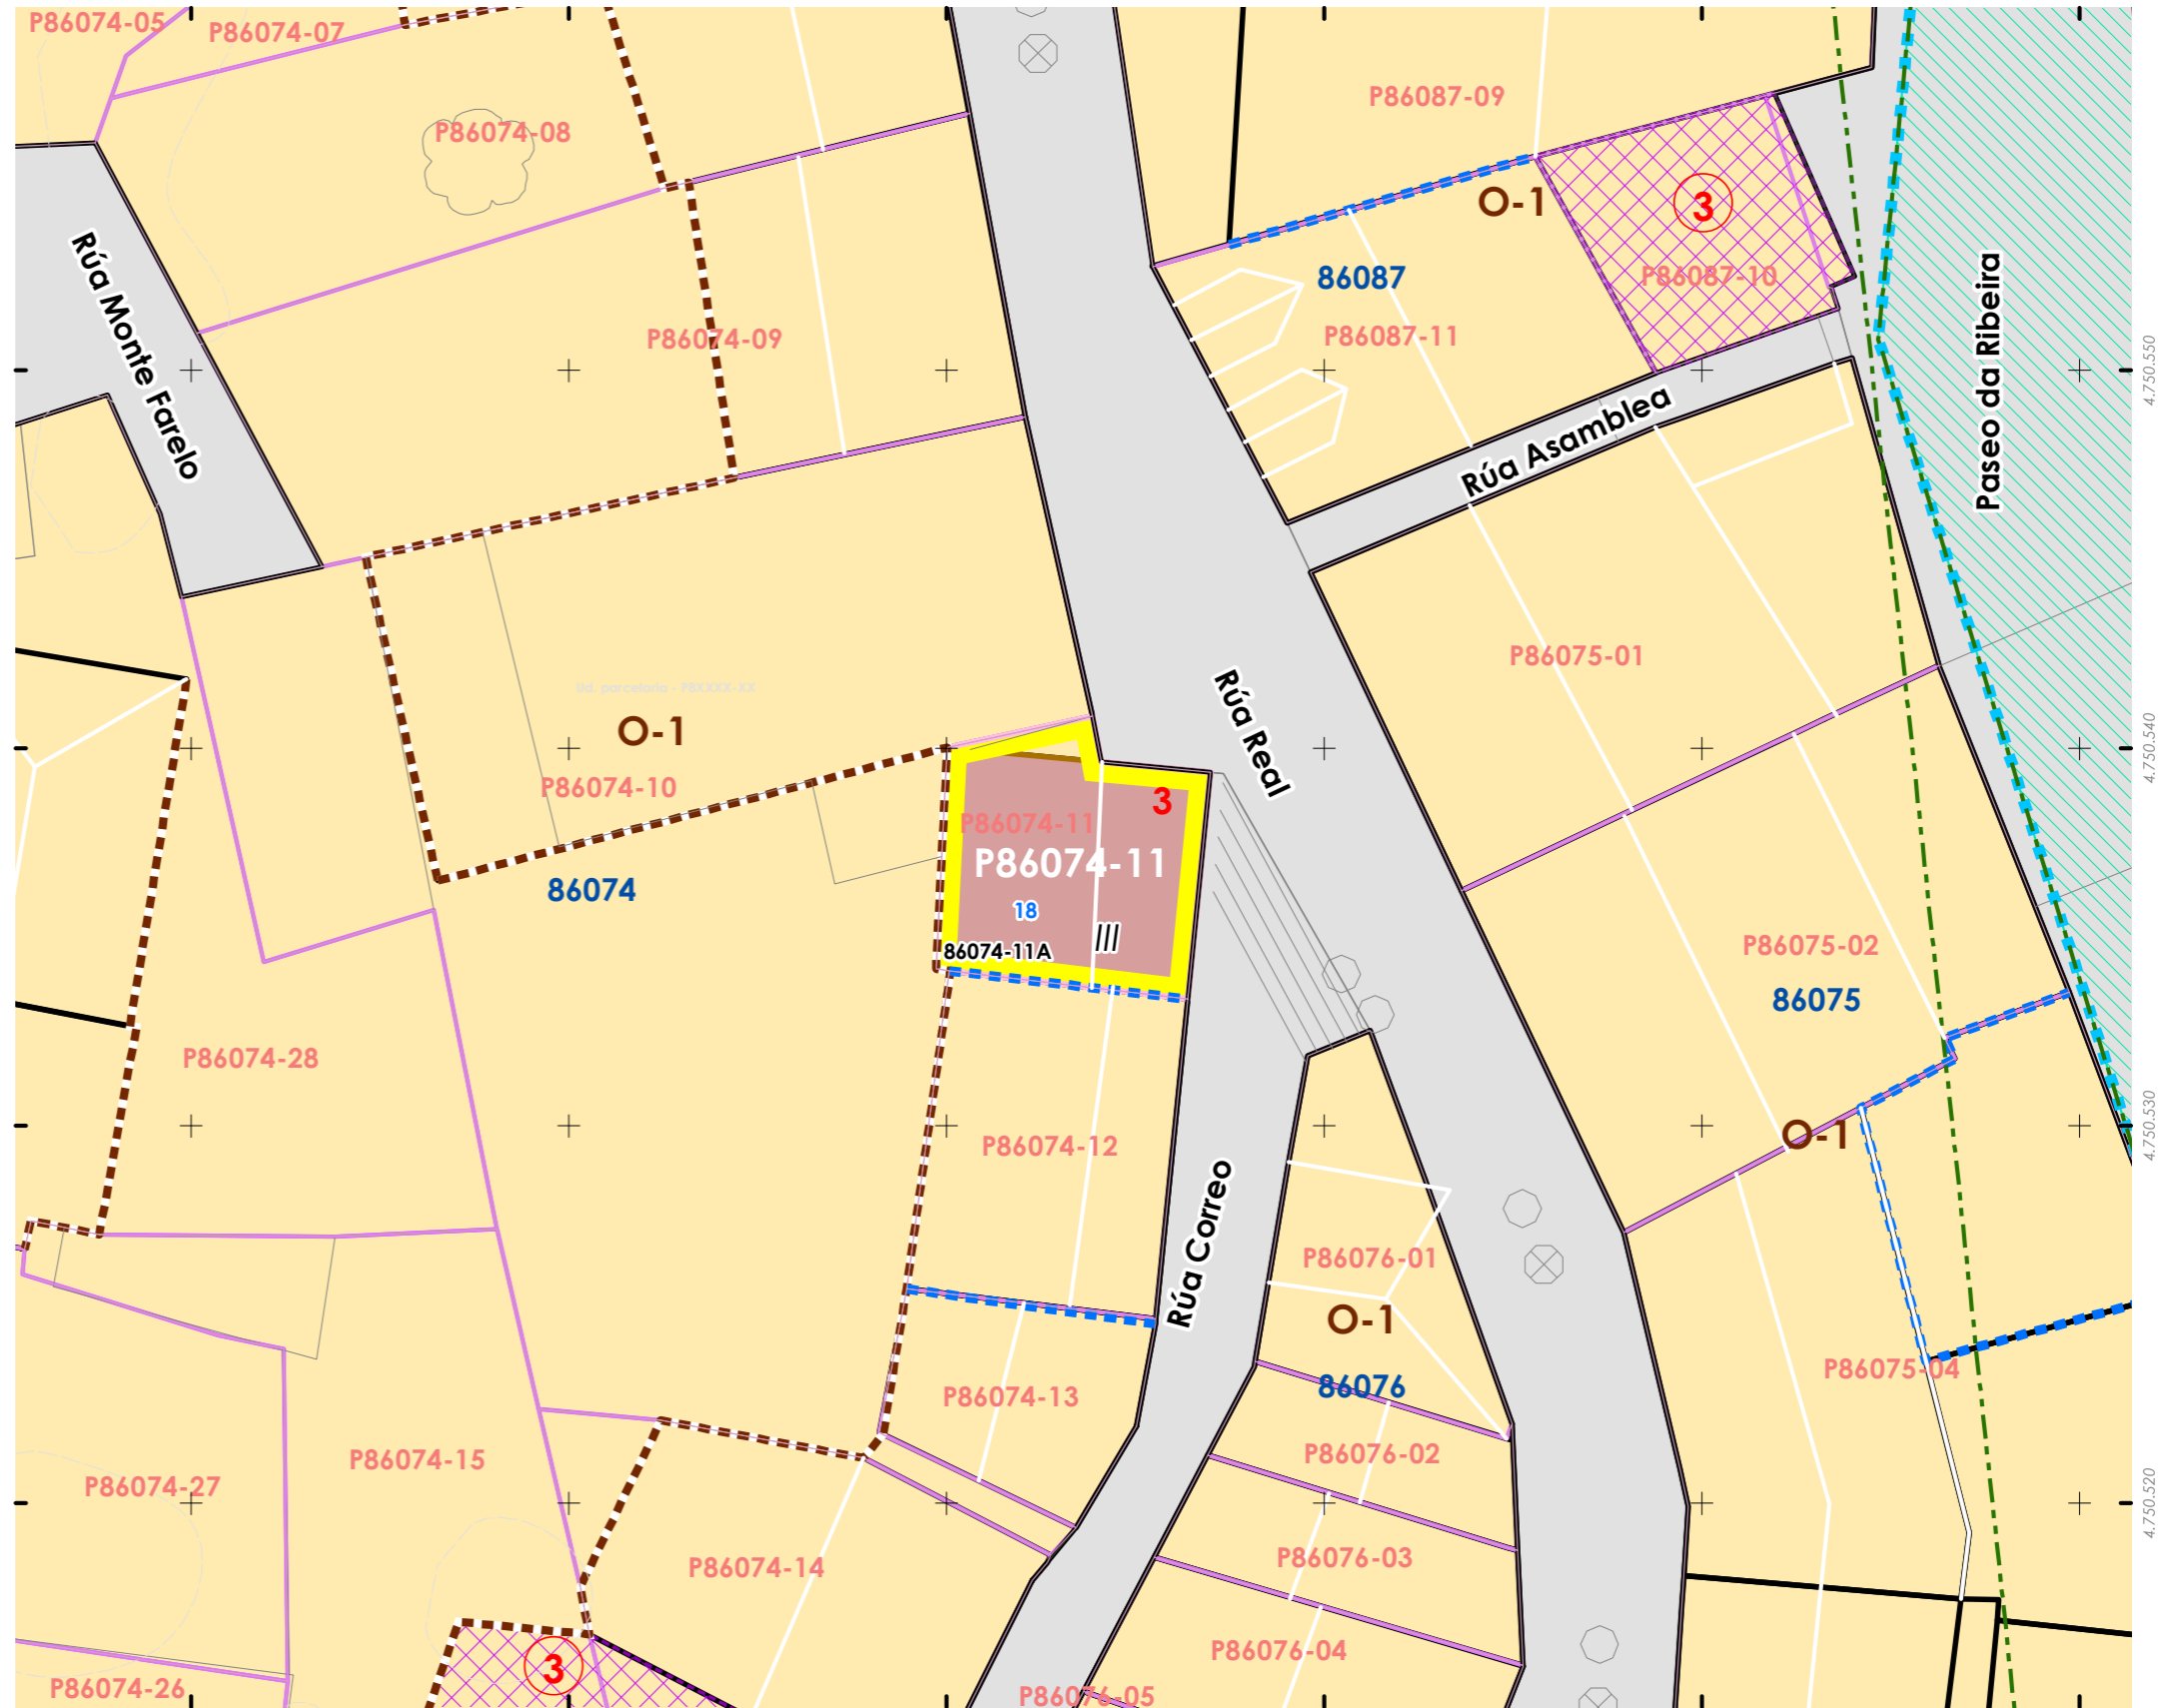 P86074-05
P86074-07
P86087-09
P86074-08
O-1
3
86087
P86087-10
Rúa Monte Farelo
P86074-09
P86087-11
Paseo da Ribeira
4.750.550
Rúa Asamblea
P86075-01
Ud. parcelaria - P8XXXX-XX
O-1
Rúa Real
4.750.540
P86074-10
3
P86074-11
P86074-11
86074
18
86074-11A
III
P86075-02
86075
P86074-28
P86074-12
O-1
4.750.530
Rúa Correo
P86076-01
O-1
P86075-04
86076
P86074-13
P86074-15
P86076-02
P86074-27
4.750.520
P86074-14
P86076-03
P86076-04
3
P86074-26
P86076-05